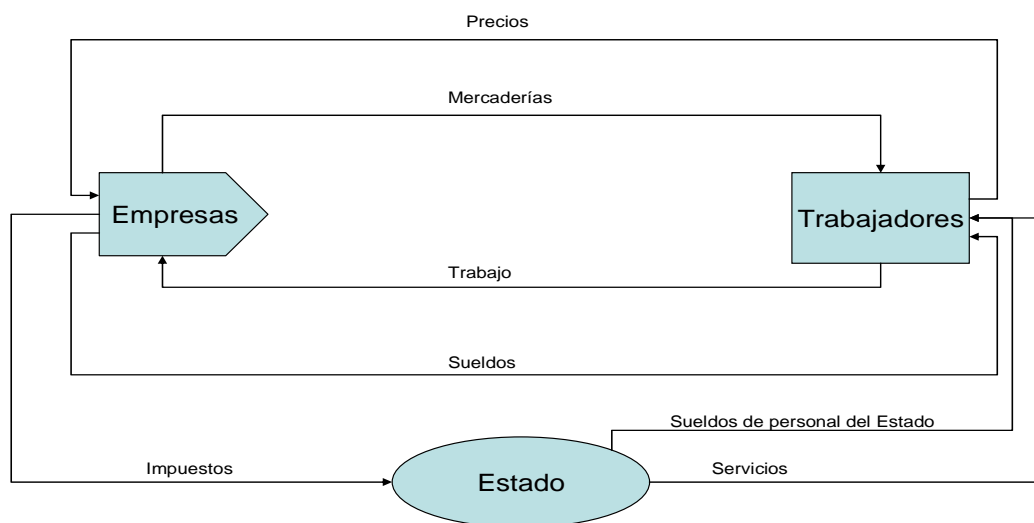 Precios
Mercaderías
Empresas
Trabajadores
Trabajo
Sueldos
Sueldos de personal del Estado
Impuestos
Estado
Servicios